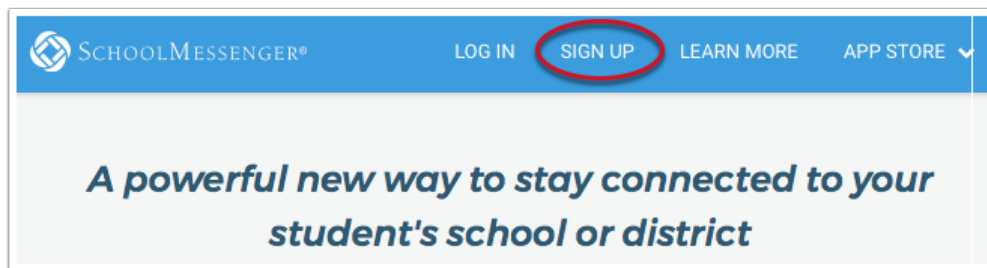 SCHOOLMESSENGER® LOG IN SIGN UP LEARN MORE APP STORE
A powerful new way to stay connected to your
student's school or district